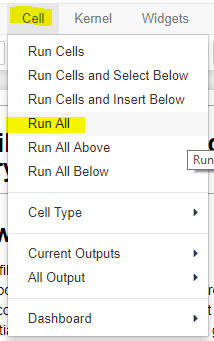 Cell Kernel Widgets
Run Cells
Run Cells and Select Below
Run Cells and Insert Below
Run All
Run All Above
Run
Run All Below
Cell Type
Current Outputs
All Output
Dashboard